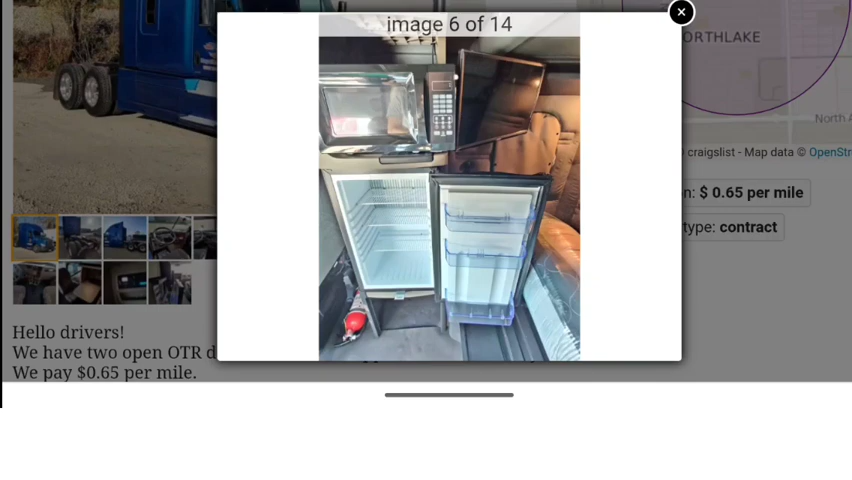 image 6 of 14
ORTHLAKE
North A
craigslist - Map data © OpenStr
n: $ 0.65 per mile
type: contract
Hello drivers!
We have two open OTR d
We pay $0.65 per mile.